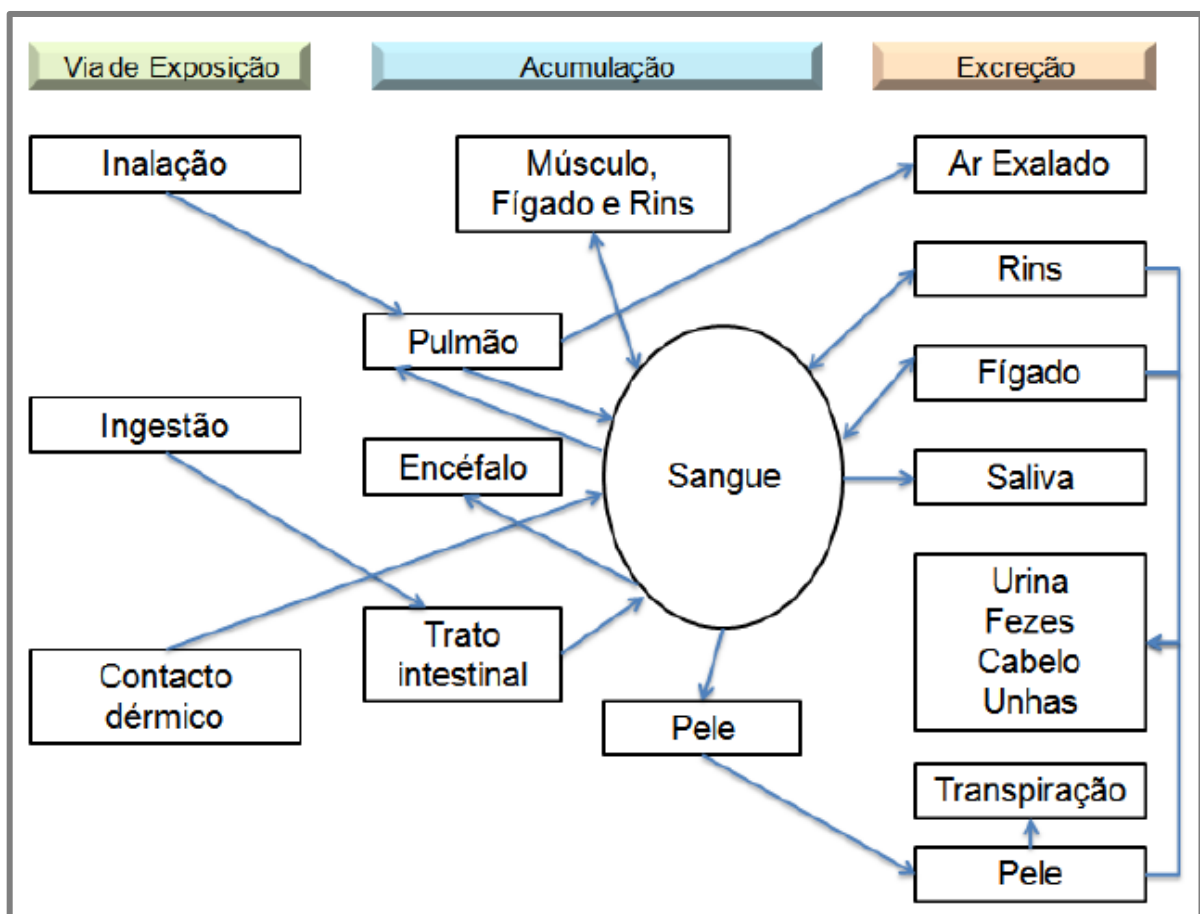 Via de Exposição
Acumulação
Excreção
Inalação
Músculo,
Fígado e Rins
Ar Exalado
Rins
Pulmão
Fígado
Ingestão
Encéfalo
Sangue
Saliva
Urina
Fezes
Cabelo
Unhas
Trato
intestinal
Contacto
dérmico
Pele
Transpiração
Pele